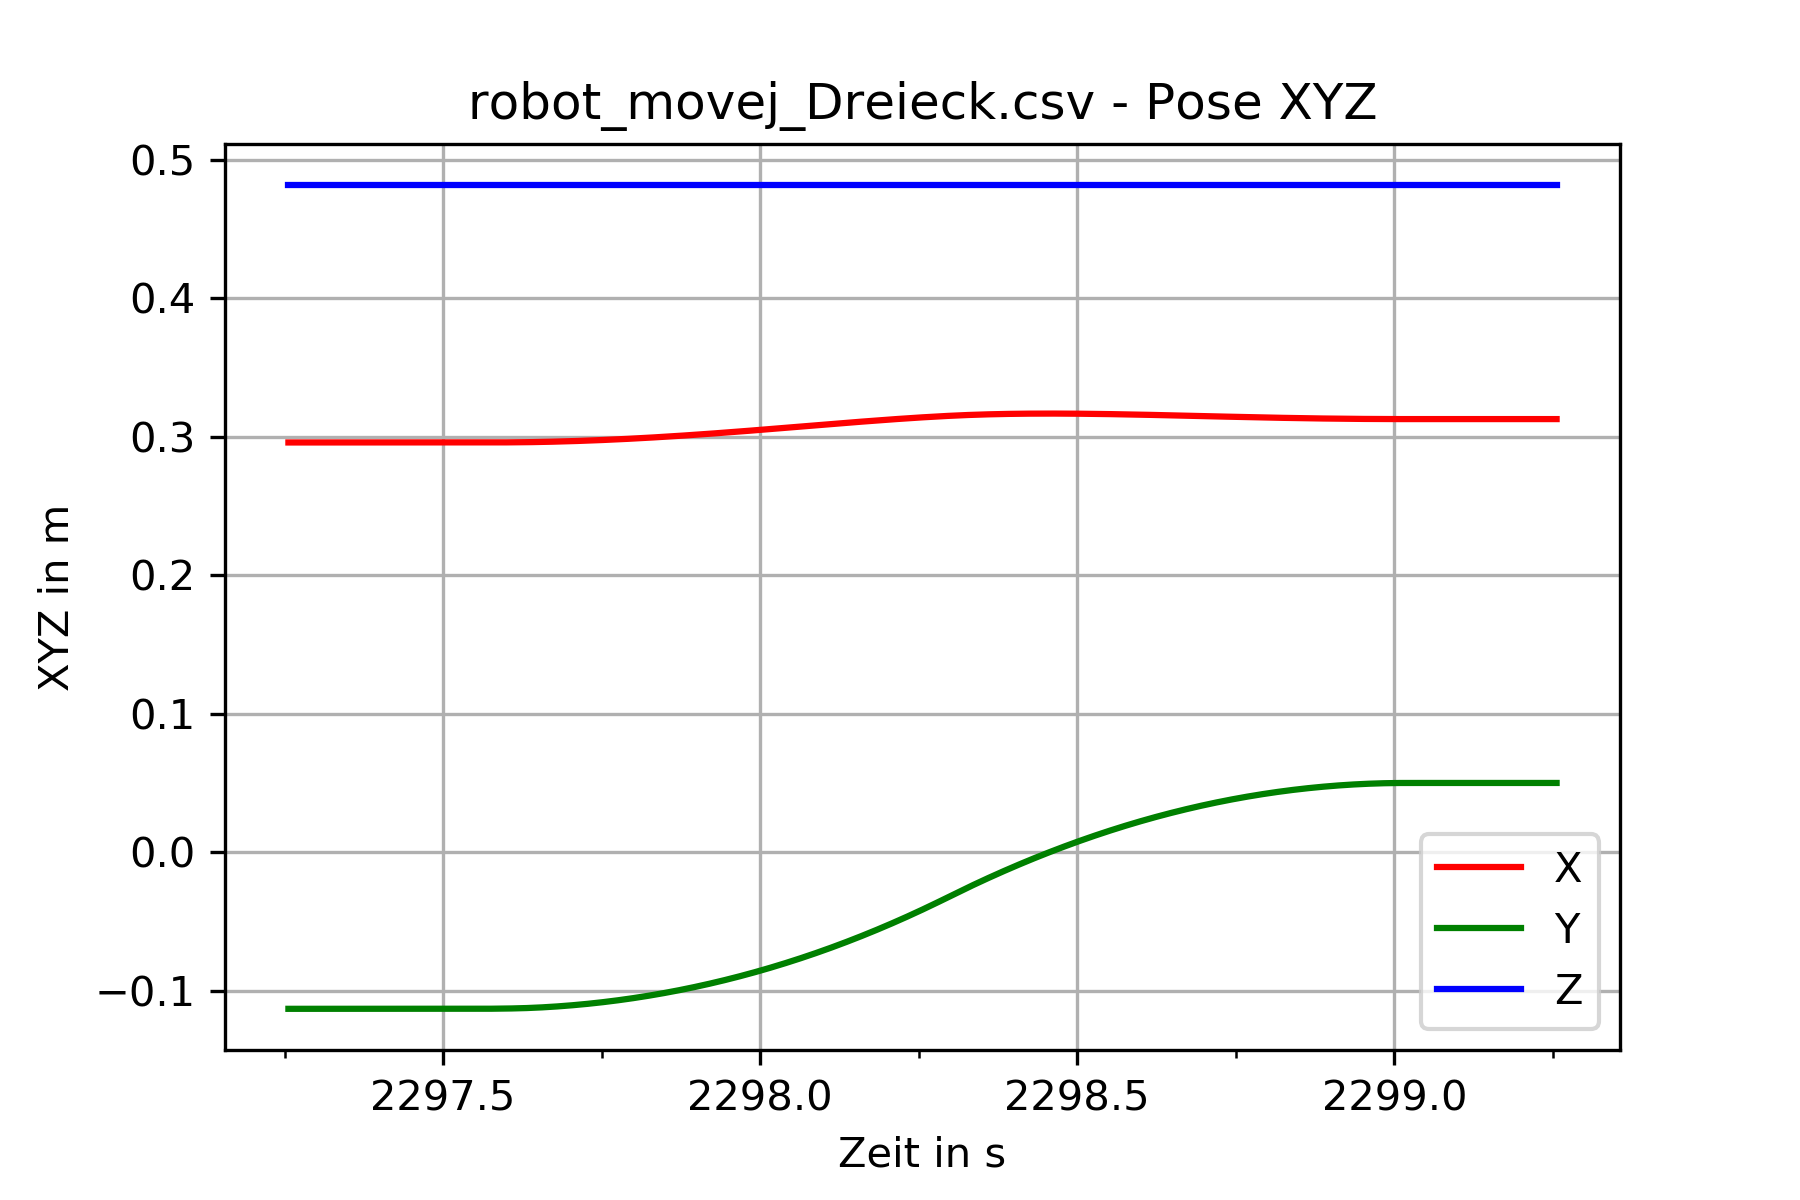 robot_movej_Dreieck.csv - Pose XYZ
0.5
0.4
0.3
0.2
0.1
0.0
−0.1
XYZ in m
X
Y
Z
2297.5 2298.0 2298.5 2299.0
Zeit in s